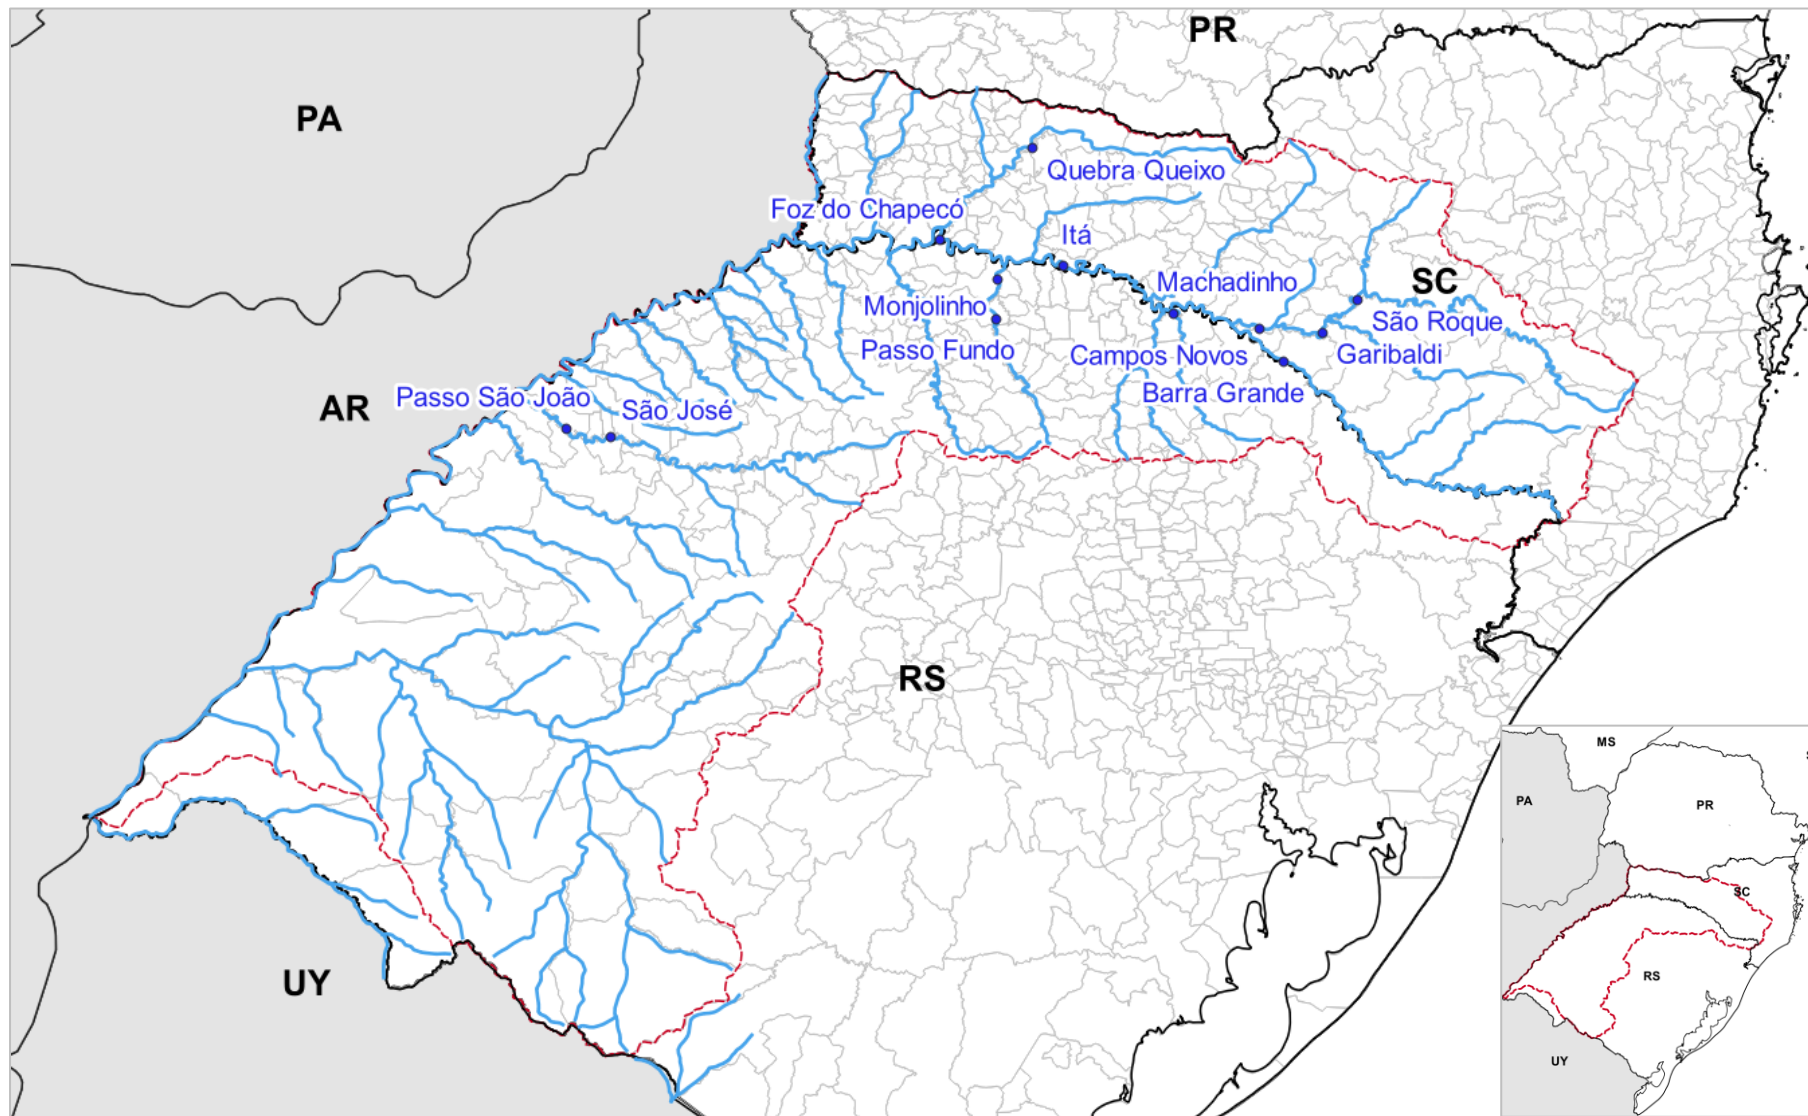 PR
PA
Quebra Queixo
Foz do Chapecó
Itá
SC
Machadinho
Monjolinho
São Roque
Passo Fundo
Campos Novos
Garibaldi
Barra Grande
Passo São João
São José
AR
RS
UY
MS
PA
PR
SC
RS
UY